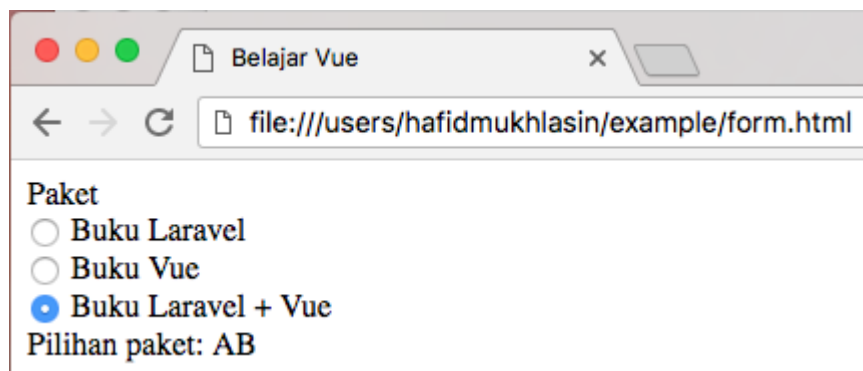 Belajar Vue
file:///users/hafidmukhlasin/example/form.html
Paket
Buku Laravel
Buku Vue
Buku Laravel + Vue
Pilihan paket: AB